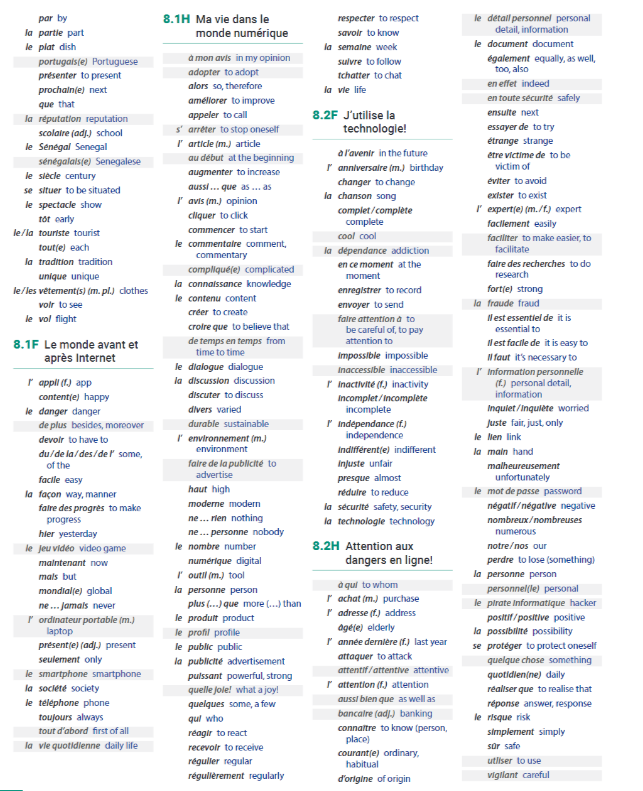 par by
la partie part
le plat dish
portugais(e) Portuguese
présenter to present
prochain(e) next
que that
la réputation reputation
scolaire (adj.) school
le Sénégal Senegal
sénégalais(e) Senegalese
le siècle century
se situer to be situated
le spectacle show
tôt early
le/la touriste tourist
tout(e) each
la tradition tradition
unique unique
le/les vêtement(s) (m. pl.) clothes
voir to see
le vol flight
8.1F Le monde avant et
après Internet
l' appli (f.) app
content(e) happy
le danger danger
de plus besides, moreover
devoir to have to
du/de la/des/de l' some,
of the
facile easy
la façon way, manner
faire des progrès to make
progress
hier yesterday
le jeu vidéo video game
maintenant now
mais but
mondial(e) global
ne … jamais never
l' ordinateur portable (m.)
laptop
présent(e) (adj.) present
seulement only
le smartphone smartphone
la société society
le téléphone phone
toujours always
tout d'abord first of all
la vie quotidienne daily life
8.1H Ma vie dans le
monde numérique
à mon avis in my opinion
adopter to adopt
alors so, therefore
améliorer to improve
appeler to call
s' arrêter to stop oneself
l' article (m.) article
au début at the beginning
augmenter to increase
aussi … que as … as
l' avis (m.) opinion
cliquer to click
commencer to start
le commentaire comment,
commentary
compliqué(e) complicated
la connaissance knowledge
le contenu content
créer to create
croire que to believe that
de temps en temps from
time to time
le dialogue dialogue
la discussion discussion
discuter to discuss
divers varied
durable sustainable
l' environnement (m.)
environment
faire de la publicité to
advertise
haut high
moderne modern
ne … rien nothing
ne … personne nobody
le nombre number
numérique digital
l' outil (m.) tool
la personne person
plus (…) que more (…) than
le produit product
le profil profile
le public public
la publicité advertisement
puissant powerful, strong
quelle joie! what a joy!
quelques some, a few
qui who
réagir to react
recevoir to receive
régulier regular
régulièrement regularly
respecter to respect
savoir to know
la semaine week
suivre to follow
tchatter to chat
la vie life
8.2F J'utilise la
technologie!
à l'avenir in the future
l' anniversaire (m.) birthday
changer to change
la chanson song
complet/complète
complete
cool cool
la dépendance addiction
en ce moment at the
moment
enregistrer to record
envoyer to send
faire attention à to
be careful of, to pay
attention to
impossible impossible
inaccessible inaccessible
l' inactivité (f.) inactivity
incomplet/incomplète
incomplete
l' indépendance (f.)
independence
indifférent(e) indifferent
injuste unfair
presque almost
réduire to reduce
la sécurité safety, security
la technologie technology
8.2H Attention aux
dangers en ligne!
à qui to whom
l' achat (m.) purchase
l' adresse (f.) address
âgé(e) elderly
l' année dernière (f.) last year
attaquer to attack
attentif/attentive attentive
l' attention (f.) attention
aussi bien que as well as
bancaire (adj.) banking
connaître to know (person,
place)
courant(e) ordinary,
habitual
d'origine of origin
le détail personnel personal
detail, information
le document document
également equally, as well,
too, also
en effet indeed
en toute sécurité safely
ensuite next
essayer de to try
étrange strange
être victime de to be
victim of
éviter to avoid
exister to exist
l' expert(e) (m./f.) expert
facilement easily
faciliter to make easier, to
facilitate
faire des recherches to do
research
fort(e) strong
la fraude fraud
il est essentiel de it is
essential to
il est facile de it is easy to
il faut it's necessary to
l' information personnelle
(f.) personal detail,
information
inquiet/inquiète worried
juste fair, just, only
le lien link
la main hand
malheureusement
unfortunately
le mot de passe password
négatif/négative negative
nombreux/nombreuses
numerous
notre/nos our
perdre to lose (something)
la personne person
personnel(le) personal
le pirate informatique hacker
positif/positive positive
la possibilité possibility
se protéger to protect oneself
quelque chose something
quotidien(ne) daily
réaliser que to realise that
réponse answer, response
le risque risk
simplement simply
sûr safe
utliser to use
vigilant careful